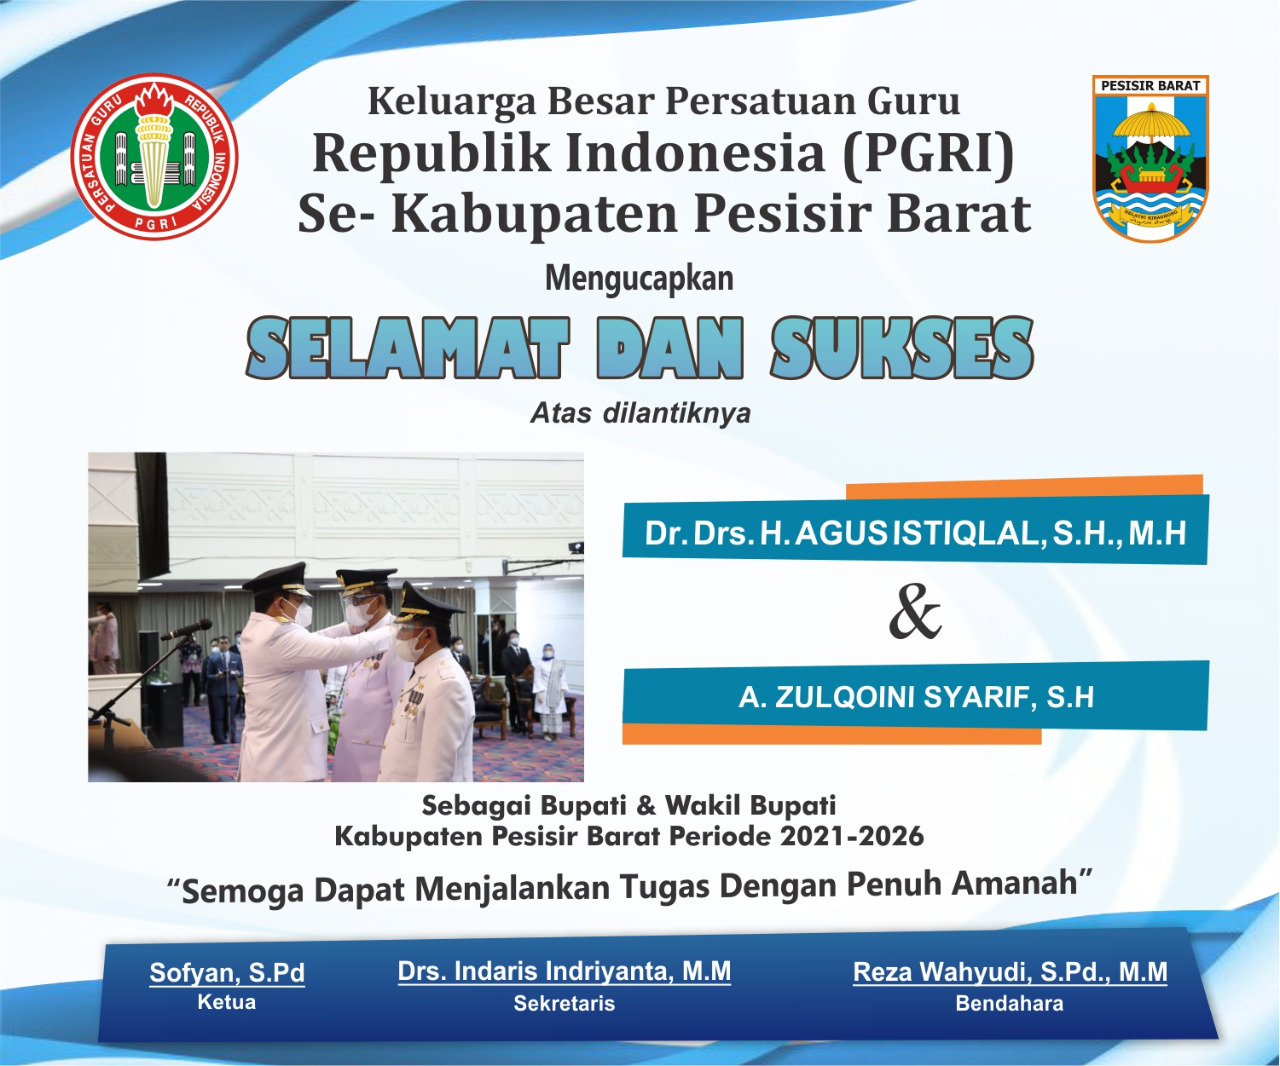 Keluarga Besar Persatuan Guru
Republik Indonesia (PGRI)
Se- Kabupaten Pesisir Barat
PERSATUAN GURU REPUBLIK INDONESIA
PGRI
PESISIR BARAT
Mengucapkan
SELAMAT DAN SUKSES
Atas dilantiknya
Dr. Drs. H. AGUS ISTIQLAL, S.H., M.H
&
A. ZULQOINI SYARIF, S.H
Sebagai Bupati & Wakil Bupati
Kabupaten Pesisir Barat Periode 2021-2026
“Semoga Dapat Menjalankan Tugas Dengan Penuh Amanah”
Sofyan, S.Pd
Ketua
Drs. Indaris Indriyanta, M.M
Sekretaris
Reza Wahyudi, S.Pd., M.M
Bendahara